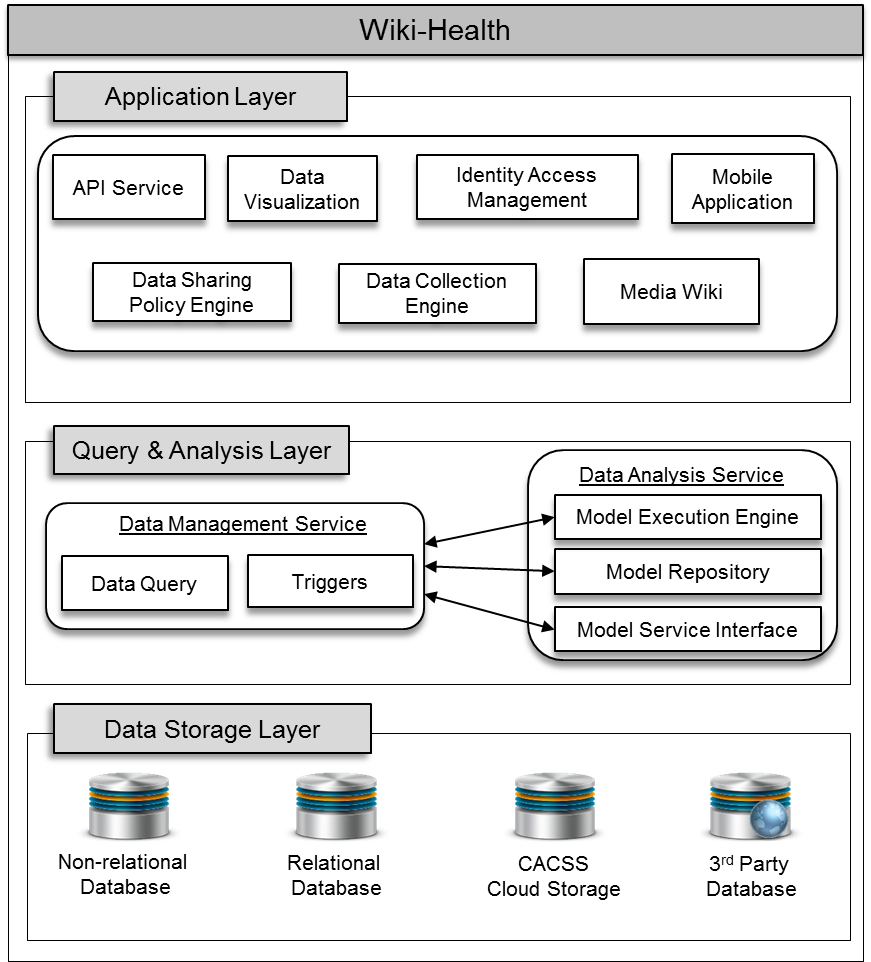 Wiki-Health
Application Layer
API Service
Data
Visualization
Identity Access
Management
Mobile
Application
Data Sharing
Policy Engine
Data Collection
Engine
Media Wiki
Query & Analysis Layer
Data Management Service
Data Query
Triggers
Data Analysis Service
Model Execution Engine
Model Repository
Model Service Interface
Data Storage Layer
Non-relational
Database
Relational
Database
CACSS
Cloud Storage
3rd Party
Database